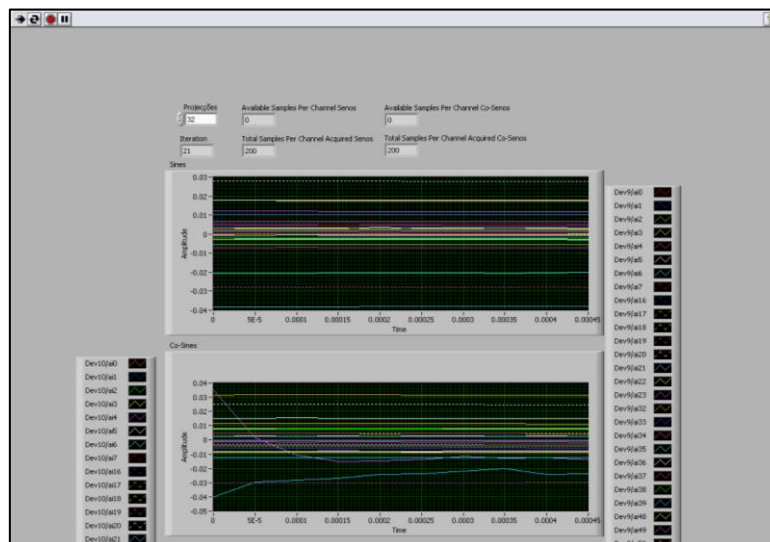 Projecções
32
Available Samples Per Channel Senos
0
Available Samples Per Channel Co-Senos
0
Iteration
21
Total Samples Per Channel Acquired Senos
200
Total Samples Per Channel Acquired Co-Senos
200
Sines
Amplitude
0.03
0.02
0.01
0
-0.01
-0.02
-0.03
-0.04
0
5E-5
0.0001
0.00015
0.0002
0.00025
0.0003
0.00035
0.0004
0.00045
Time
Dev9/ai0
Dev9/ai1
Dev9/ai2
Dev9/ai3
Dev9/ai4
Dev9/ai5
Dev9/ai6
Dev9/ai7
Dev9/ai16
Dev9/ai17
Dev9/ai18
Dev9/ai19
Dev9/ai20
Dev9/ai21
Dev9/ai22
Dev9/ai23
Dev9/ai32
Dev9/ai33
Dev9/ai34
Dev9/ai35
Dev9/ai36
Dev9/ai37
Dev9/ai38
Dev9/ai39
Dev9/ai48
Dev9/ai49
Co-Sines
Amplitude
0.04
0.03
0.02
0.01
0
-0.01
-0.02
-0.03
-0.04
-0.05
0
5E-5
0.0001
0.00015
0.0002
0.00025
0.0003
0.00035
0.0004
0.00045
Time
Dev10/ai0
Dev10/ai1
Dev10/ai2
Dev10/ai3
Dev10/ai4
Dev10/ai5
Dev10/ai6
Dev10/ai7
Dev10/ai16
Dev10/ai17
Dev10/ai18
Dev10/ai19
Dev10/ai20
Dev10/ai21